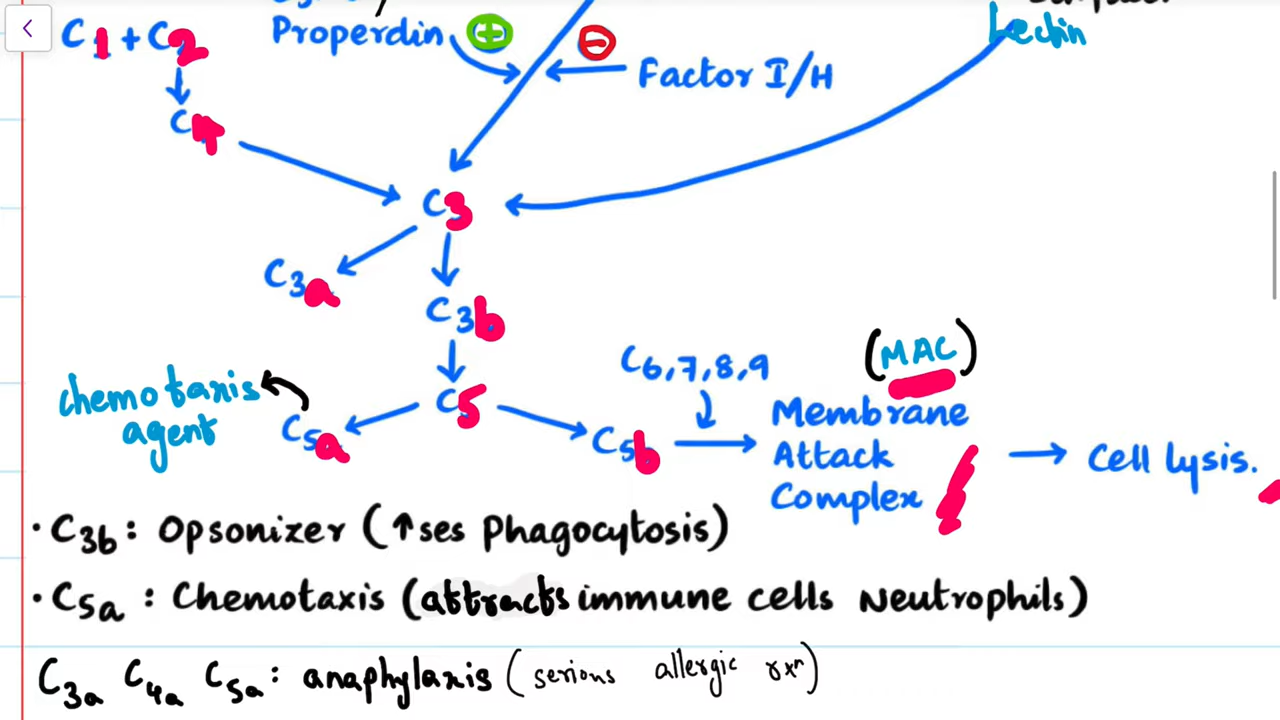 C1 + C2
Properdin
+
-
Lectin
Factor I/H
C4
C3
C3a
C3b
C6,7,8,9
(MAC)
chemotaxis
agent
C5a
C5
C5b
Membrane
Attack
Complex
Cell lysis.
• C3b : Opsonizer (↑ses Phagocytosis)
• C5a : Chemotaxis (attracts immune cells Neutrophils)
C3a C4a C5a : anaphylaxis (serious allergic rxn)